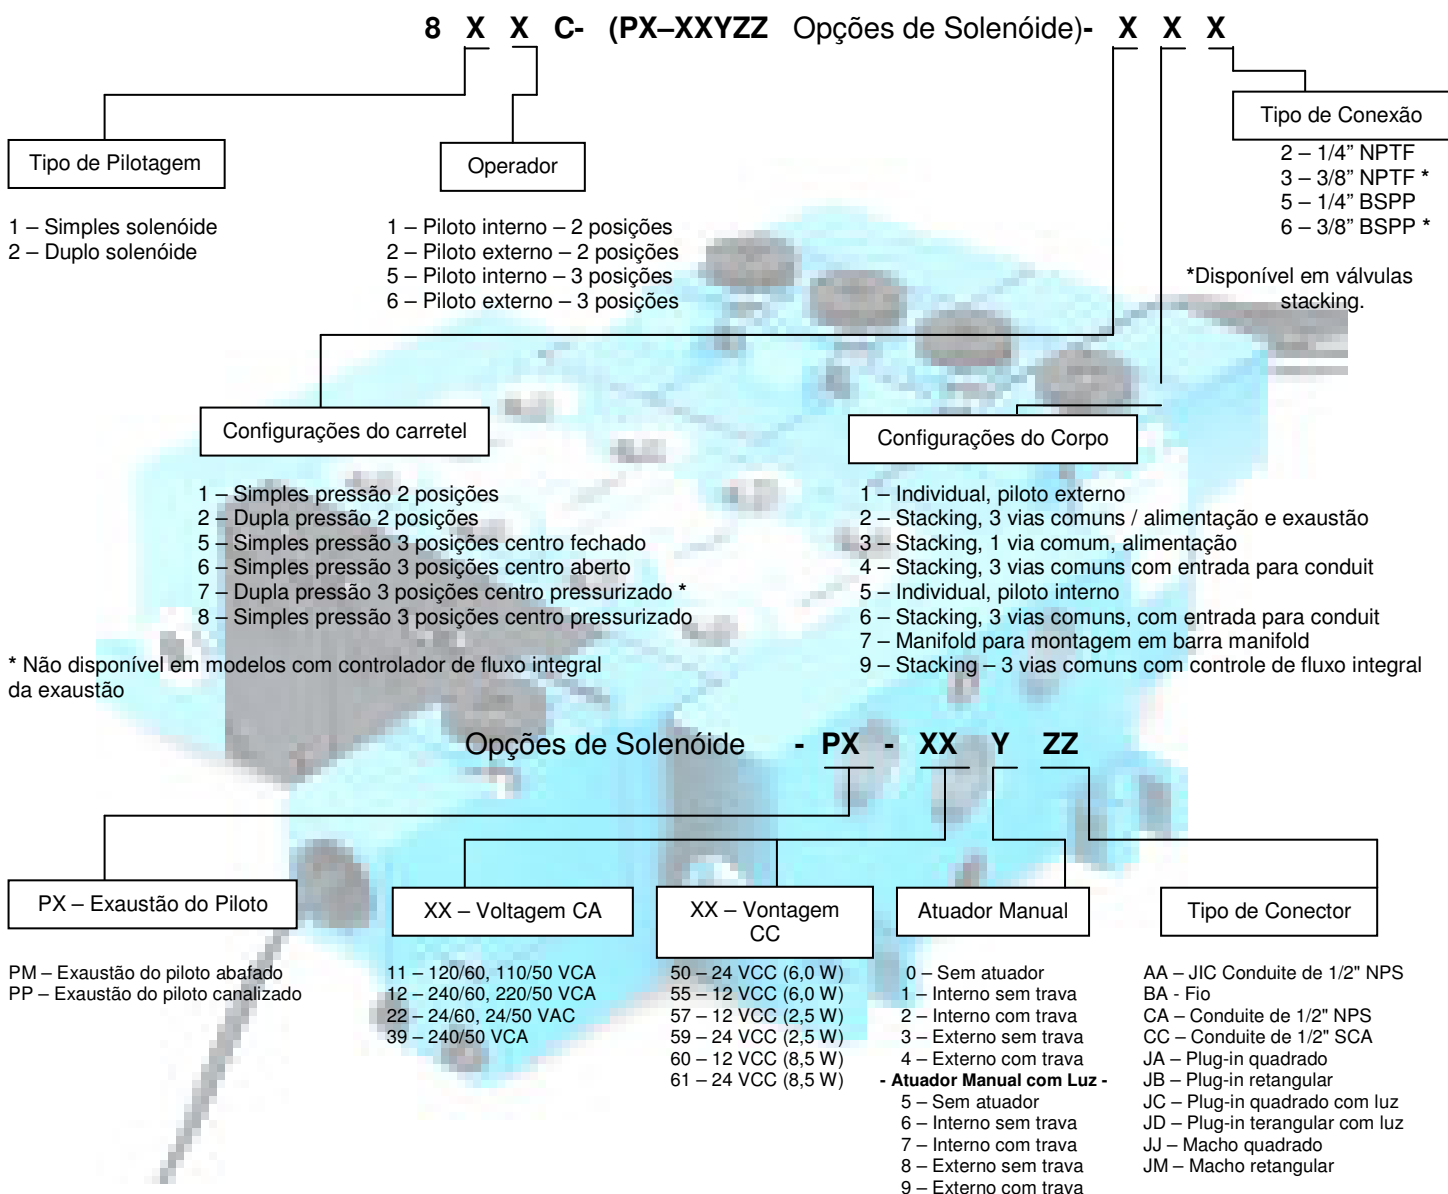 8 X X C- (PX–XXYZZ Opções de Solenóide)- X X X
Tipo de Conexão
2 – 1/4” NPTF
3 – 3/8” NPTF *
5 – 1/4” BSPP
6 – 3/8” BSPP *
*Disponível em válvulas
stacking.
Tipo de Pilotagem
1 – Simples solenóide
2 – Duplo solenóide
Operador
1 – Piloto interno – 2 posições
2 – Piloto externo – 2 posições
5 – Piloto interno – 3 posições
6 – Piloto externo – 3 posições
Configurações do carretel
1 – Simples pressão 2 posições
2 – Dupla pressão 2 posições
5 – Simples pressão 3 posições centro fechado
6 – Simples pressão 3 posições centro aberto
7 – Dupla pressão 3 posições centro pressurizado *
8 – Simples pressão 3 posições centro pressurizado
* Não disponível em modelos com controlador de fluxo integral
da exaustão
Configurações do Corpo
1 – Individual, piloto externo
2 – Stacking, 3 vias comuns / alimentação e exaustão
3 – Stacking, 1 via comum, alimentação
4 – Stacking, 3 vias comuns com entrada para conduit
5 – Individual, piloto interno
6 – Stacking, 3 vias comuns, com entrada para conduit
7 – Manifold para montagem em barra manifold
9 – Stacking – 3 vias comuns com controle de fluxo integral
Opções de Solenóide - PX - XX Y ZZ
PX – Exaustão do Piloto
PM – Exaustão do piloto abafado
PP – Exaustão do piloto canalizado
XX – Voltagem CA
11 – 120/60, 110/50 VCA
12 – 240/60, 220/50 VCA
22 – 24/60, 24/50 VAC
39 – 240/50 VCA
XX – Vontagem
CC
50 – 24 VCC (6,0 W)
55 – 12 VCC (6,0 W)
57 – 12 VCC (2,5 W)
59 – 24 VCC (2,5 W)
60 – 12 VCC (8,5 W)
61 – 24 VCC (8,5 W)
Atuador Manual
0 – Sem atuador
1 – Interno sem trava
2 – Interno com trava
3 – Externo sem trava
4 – Externo com trava
- Atuador Manual com Luz -
5 – Sem atuador
6 – Interno sem trava
7 – Interno com trava
8 – Externo sem trava
9 – Externo com trava
Tipo de Conector
AA – JIC Conduite de 1/2" NPS
BA - Fio
CA – Conduite de 1/2" NPS
CC – Conduite de 1/2" SCA
JA – Plug-in quadrado
JB – Plug-in retangular
JC – Plug-in quadrado com luz
JD – Plug-in terangular com luz
JJ – Macho quadrado
JM – Macho retangular